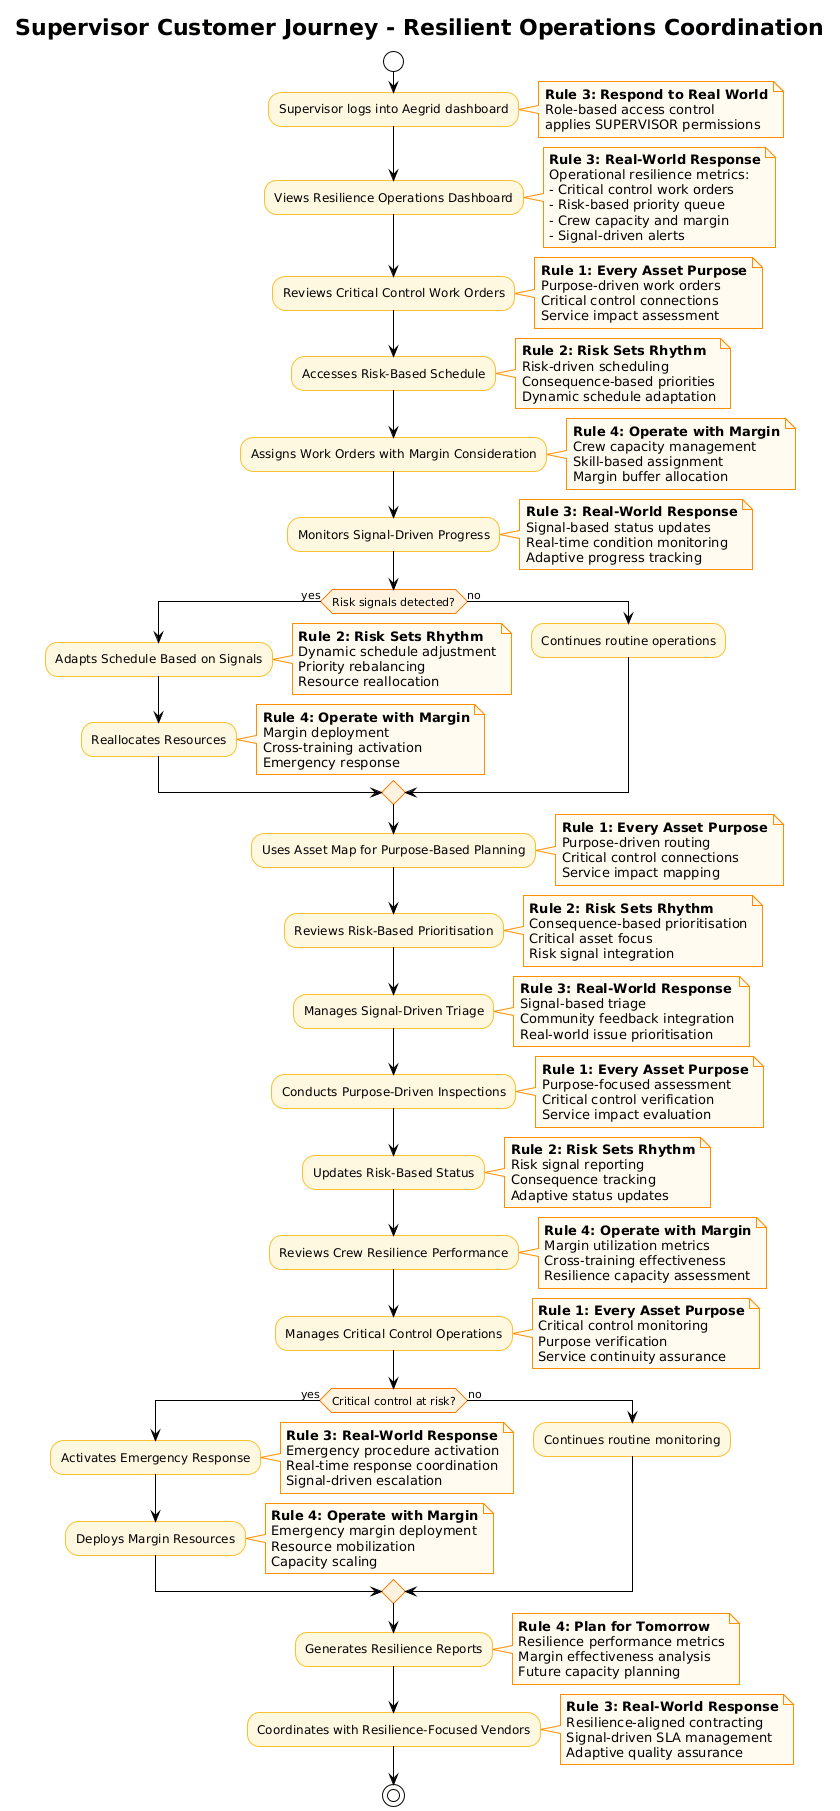 Supervisor Customer Journey - Resilient Operations Coordination
Supervisor logs into Aegrid dashboard
Rule 3: Respond to Real World
Role-based access control
applies SUPERVISOR permissions
Views Resilience Operations Dashboard
Rule 3: Real-World Response
Operational resilience metrics:
- Critical control work orders
- Risk-based priority queue
- Crew capacity and margin
- Signal-driven alerts
Reviews Critical Control Work Orders
Rule 1: Every Asset Purpose
Purpose-driven work orders
Critical control connections
Service impact assessment
Accesses Risk-Based Schedule
Rule 2: Risk Sets Rhythm
Risk-driven scheduling
Consequence-based priorities
Dynamic schedule adaptation
Assigns Work Orders with Margin Consideration
Rule 4: Operate with Margin
Crew capacity management
Skill-based assignment
Margin buffer allocation
Monitors Signal-Driven Progress
Rule 3: Real-World Response
Signal-based status updates
Real-time condition monitoring
Adaptive progress tracking
yes
Risk signals detected?
no
Adapts Schedule Based on Signals
Rule 2: Risk Sets Rhythm
Dynamic schedule adjustment
Priority rebalancing
Resource reallocation
Continues routine operations
Reallocates Resources
Rule 4: Operate with Margin
Margin deployment
Cross-training activation
Emergency response
Uses Asset Map for Purpose-Based Planning
Rule 1: Every Asset Purpose
Purpose-driven routing
Critical control connections
Service impact mapping
Reviews Risk-Based Prioritisation
Rule 2: Risk Sets Rhythm
Consequence-based prioritisation
Critical asset focus
Risk signal integration
Manages Signal-Driven Triage
Rule 3: Real-World Response
Signal-based triage
Community feedback integration
Real-world issue prioritisation
Conducts Purpose-Driven Inspections
Rule 1: Every Asset Purpose
Purpose-focused assessment
Critical control verification
Service impact evaluation
Updates Risk-Based Status
Rule 2: Risk Sets Rhythm
Risk signal reporting
Consequence tracking
Adaptive status updates
Reviews Crew Resilience Performance
Rule 4: Operate with Margin
Margin utilization metrics
Cross-training effectiveness
Resilience capacity assessment
Manages Critical Control Operations
Rule 1: Every Asset Purpose
Critical control monitoring
Purpose verification
Service continuity assurance
yes
Critical control at risk?
no
Activates Emergency Response
Rule 3: Real-World Response
Emergency procedure activation
Real-time response coordination
Signal-driven escalation
Continues routine monitoring
Deploys Margin Resources
Rule 4: Operate with Margin
Emergency margin deployment
Resource mobilization
Capacity scaling
Generates Resilience Reports
Rule 4: Plan for Tomorrow
Resilience performance metrics
Margin effectiveness analysis
Future capacity planning
Coordinates with Resilience-Focused Vendors
Rule 3: Real-World Response
Resilience-aligned contracting
Signal-driven SLA management
Adaptive quality assurance